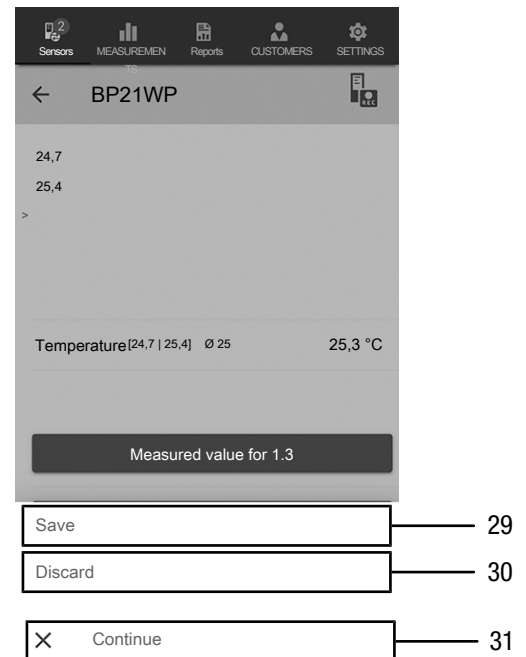 2
Sensors MEASUREMEN Reports CUSTOMERS SETTINGS
TS
BP21WP
REC
24,7
25,4
>
Temperature [24,7 | 25,4] Ø 25 25,3 °C
Measured value for 1.3
Save 29
Discard 30
Continue 31